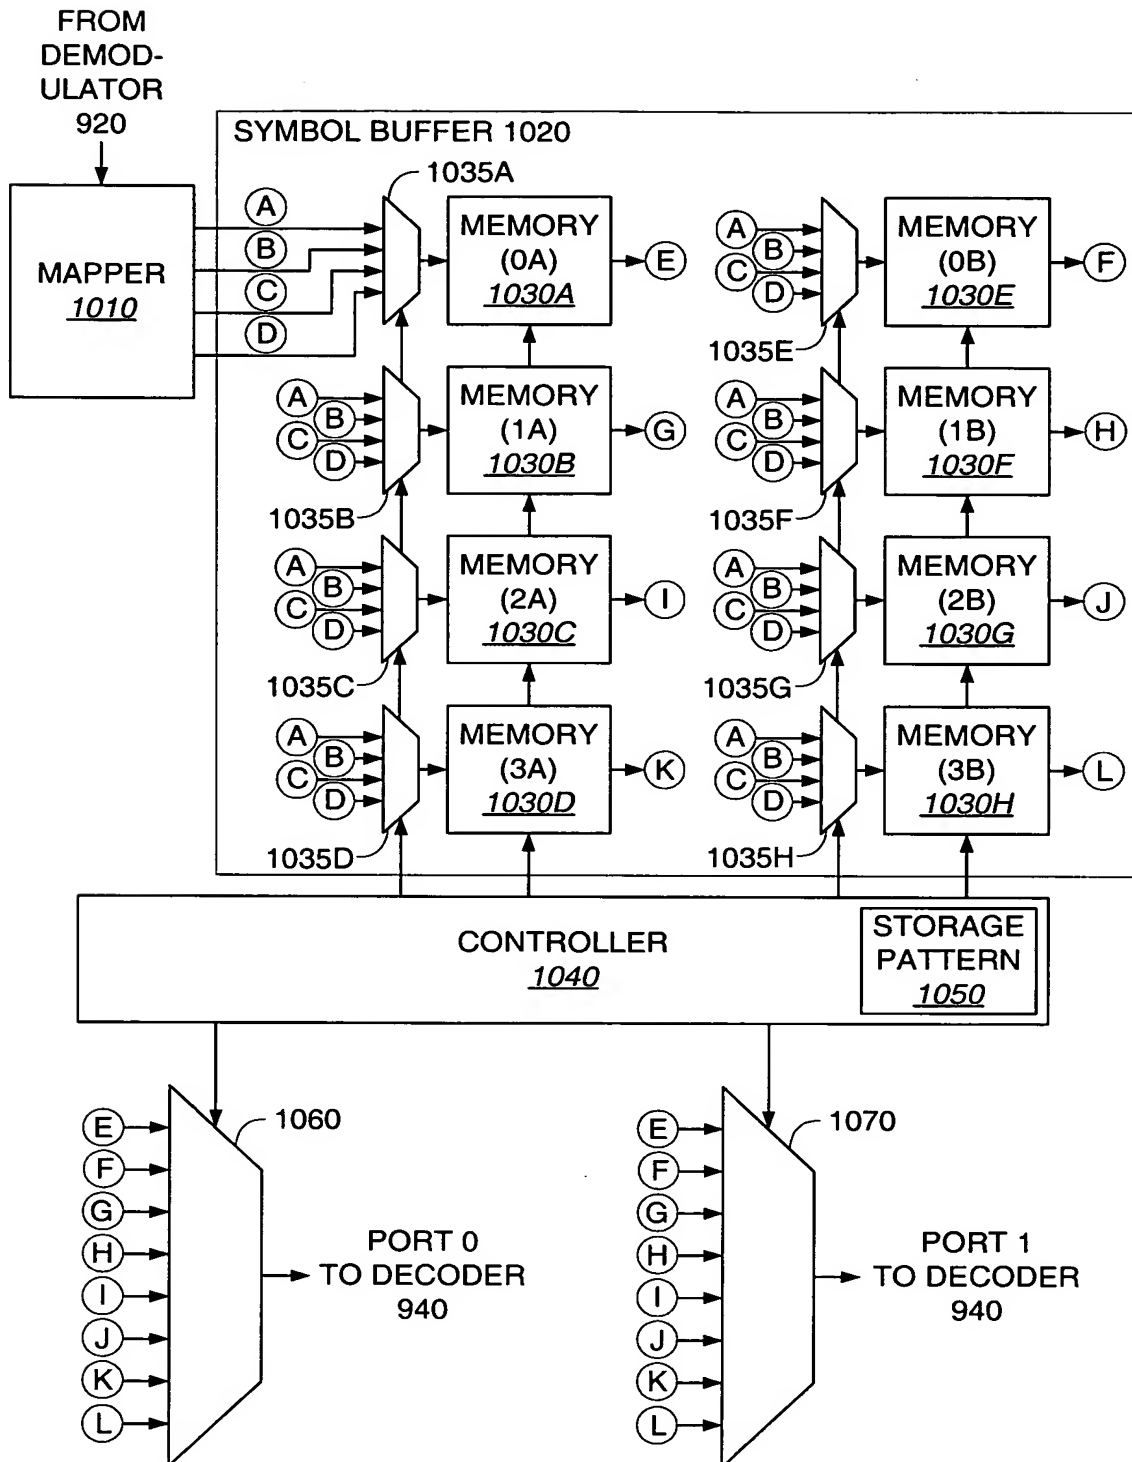 FROM
DEMOD-
ULATOR
920
SYMBOL BUFFER 1020
MAPPER
1010
A
B
C
D
1035A
MEMORY
(0A)
1030A
E
A
B
C
D
1035E
MEMORY
(0B)
1030E
F
A
B
C
D
1035B
MEMORY
(1A)
1030B
G
A
B
C
D
1035F
MEMORY
(1B)
1030F
H
A
B
C
D
1035C
MEMORY
(2A)
1030C
I
A
B
C
D
1035G
MEMORY
(2B)
1030G
J
A
B
C
D
1035D
MEMORY
(3A)
1030D
K
A
B
C
D
1035H
MEMORY
(3B)
1030H
L
CONTROLLER
1040
STORAGE
PATTERN
1050
E
F
G
H
I
J
K
L
1060
PORT 0
TO DECODER
940
E
F
G
H
I
J
K
L
1070
PORT 1
TO DECODER
940